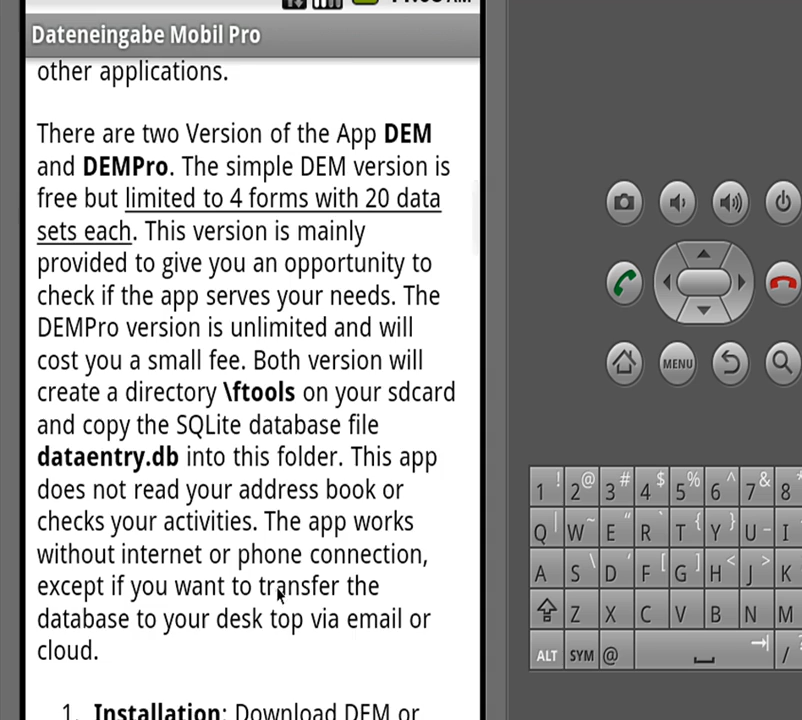 Dateneingabe Mobil Pro
other applications.
There are two Version of the App DEM
and DEMPro. The simple DEM version is
free but limited to 4 forms with 20 data
sets each. This version is mainly
provided to give you an opportunity to
check if the app serves your needs. The
DEMPro version is unlimited and will
cost you a small fee. Both version will
create a directory \ftools on your sdcard
and copy the SQLite database file
dataentry.db into this folder. This app
does not read your address book or
checks your activities. The app works
without internet or phone connection,
except if you want to transfer the
database to your desk top via email or
cloud.
1. Installation: Download DEM or
MENU
1 ! 2 @ 3 # 4 $ 5 % 6 ^ 7 & 8 *
Q | W ~ E " R ` T { Y } U _ I
A S \ D ' F [ G ] H < J > K
Z X C V B N M
ALT SYM @ / ?